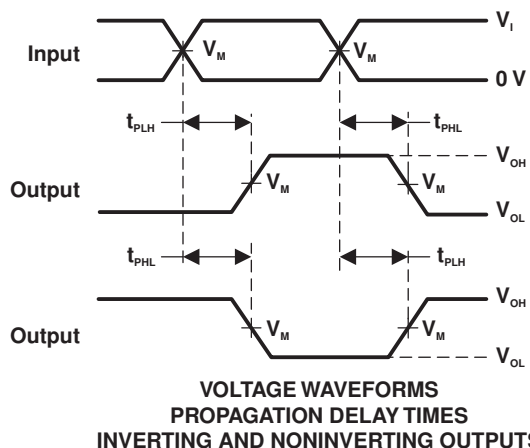 V_I
Input V_M V_M
0 V
t_PLH t_PHL
V_OH
Output V_M V_M
V_OL
t_PHL t_PLH
V_OH
Output V_M V_M
V_OL
VOLTAGE WAVEFORMS
PROPAGATION DELAY TIMES
INVERTING AND NONINVERTING OUTPUTS